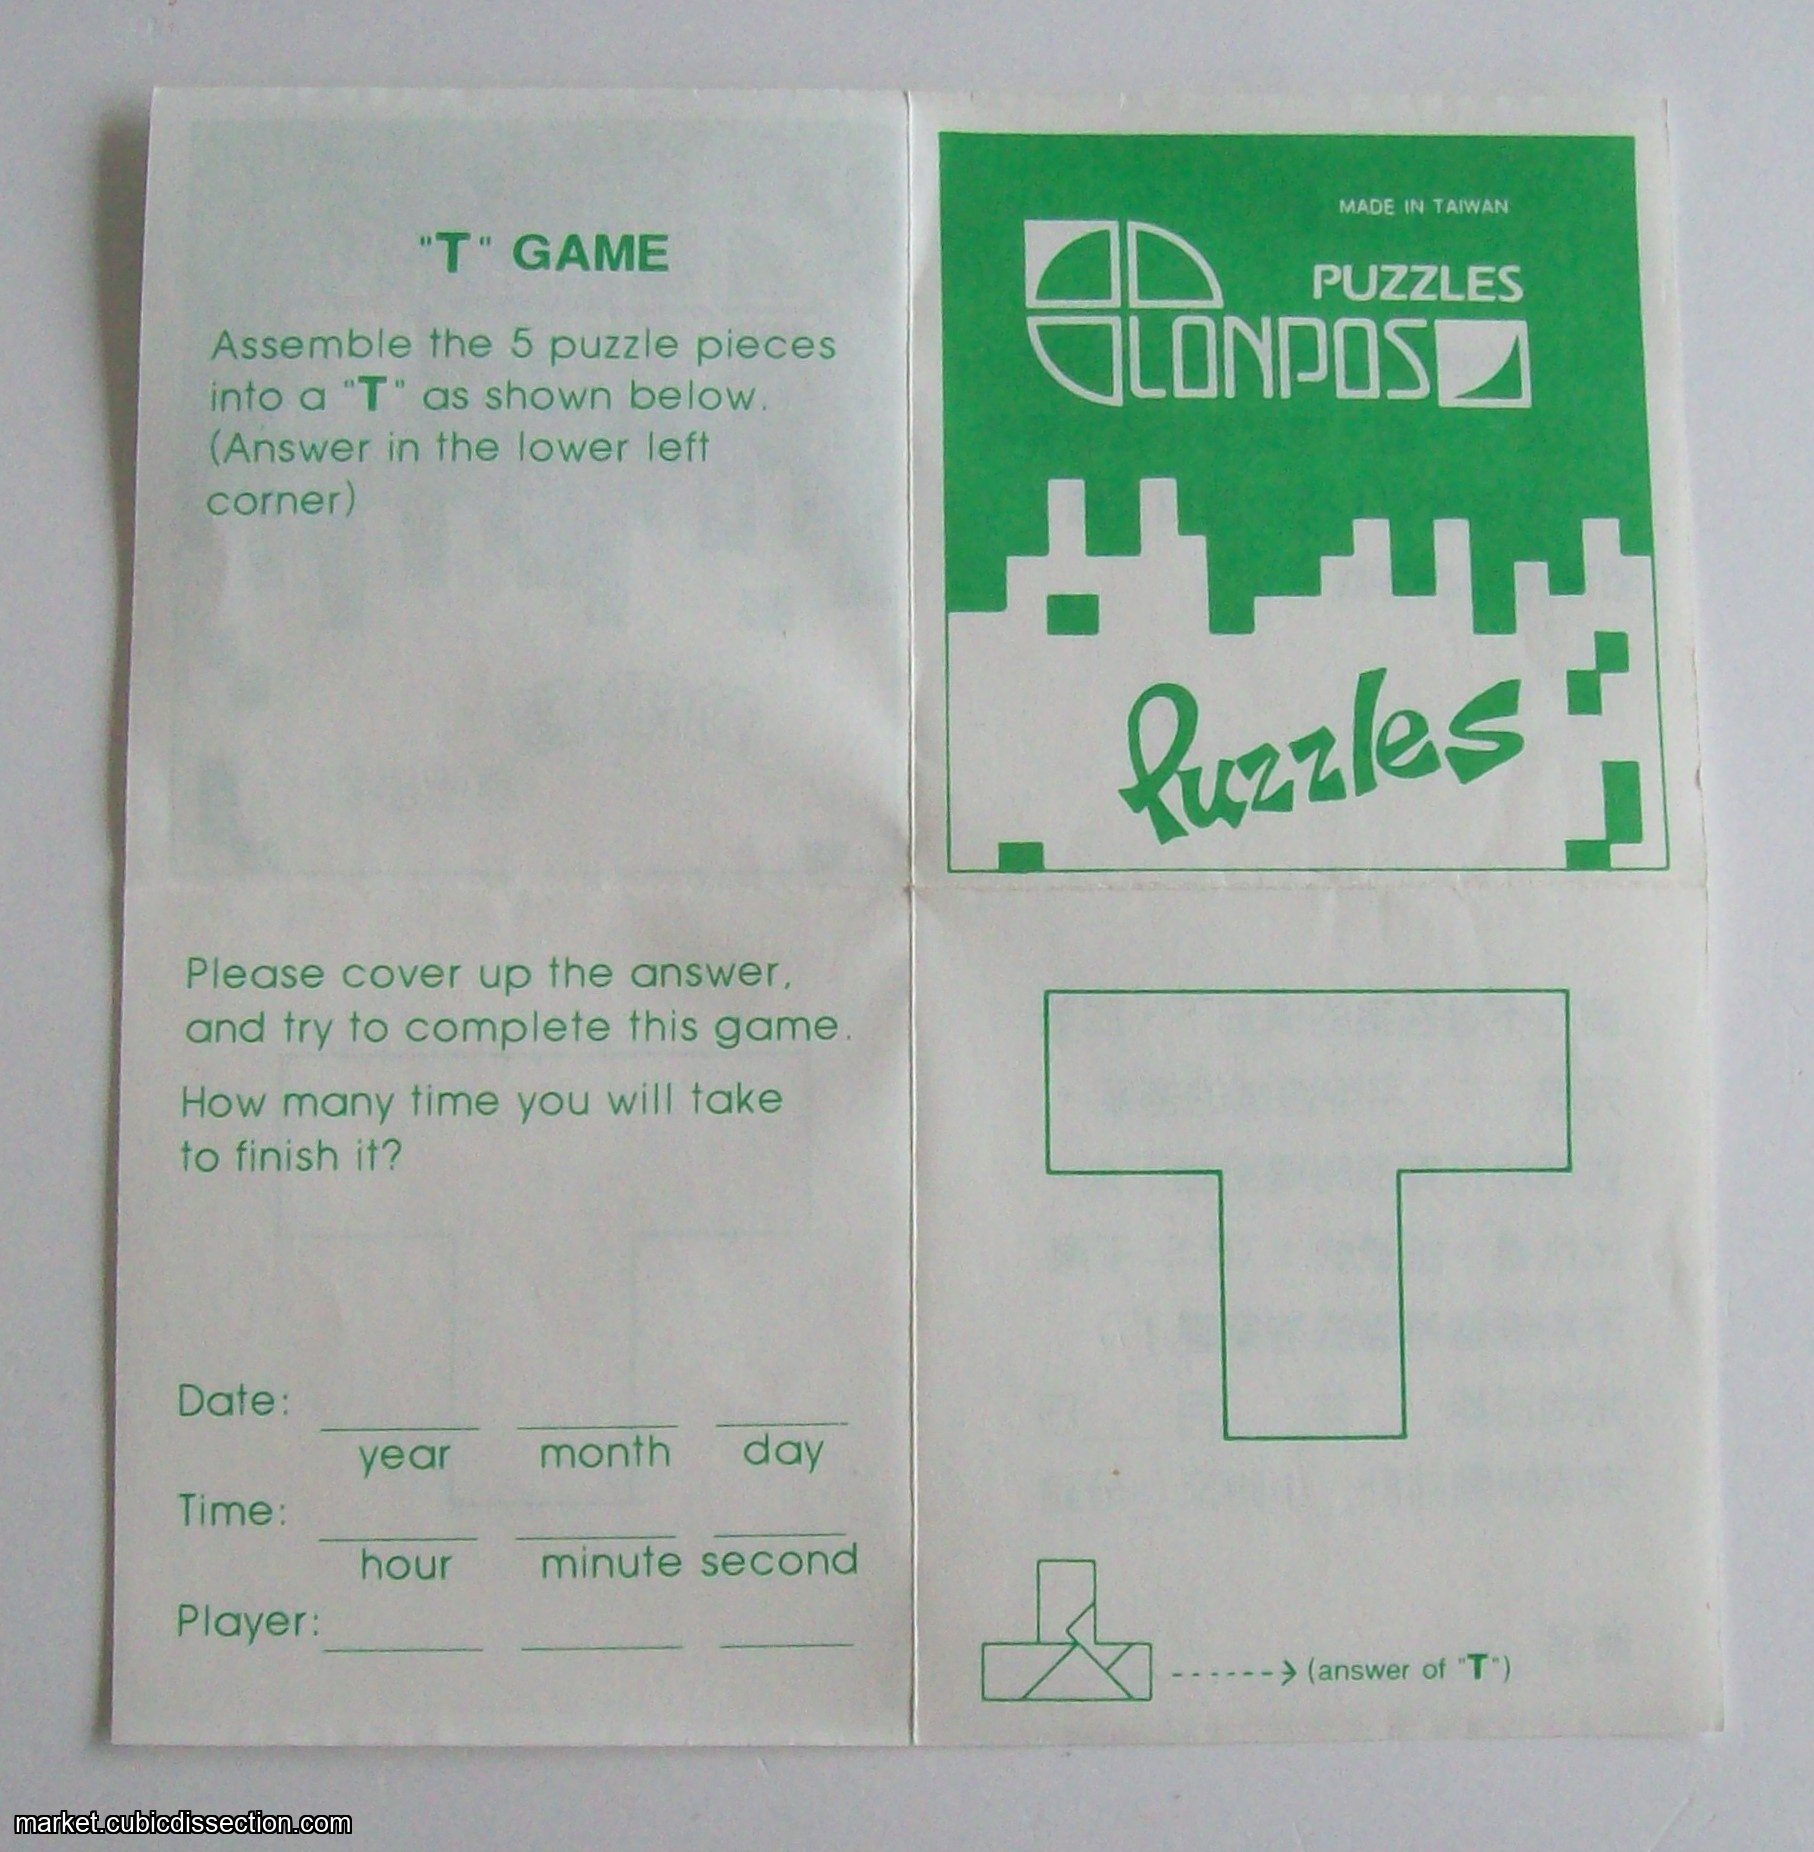 "T" GAME
Assemble the 5 puzzle pieces
into a "T" as shown below.
(Answer in the lower left
corner)
MADE IN TAIWAN
PUZZLES
LONPOS
Puzzles
Please cover up the answer,
and try to complete this game.
How many time you will take
to finish it?
Date:
year month day
Time:
hour minute second
Player:
(answer of "T")
market.cubicdissection.com